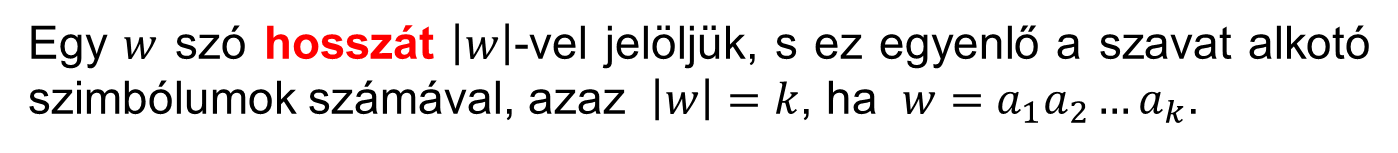 Egy 𝑤 szó hosszát |𝑤|-vel jelöljük, s ez egyenlő a szavat alkotó
szimbólumok számával, azaz |𝑤| = 𝑘, ha 𝑤 = 𝑎₁𝑎₂ … 𝑎ₖ.